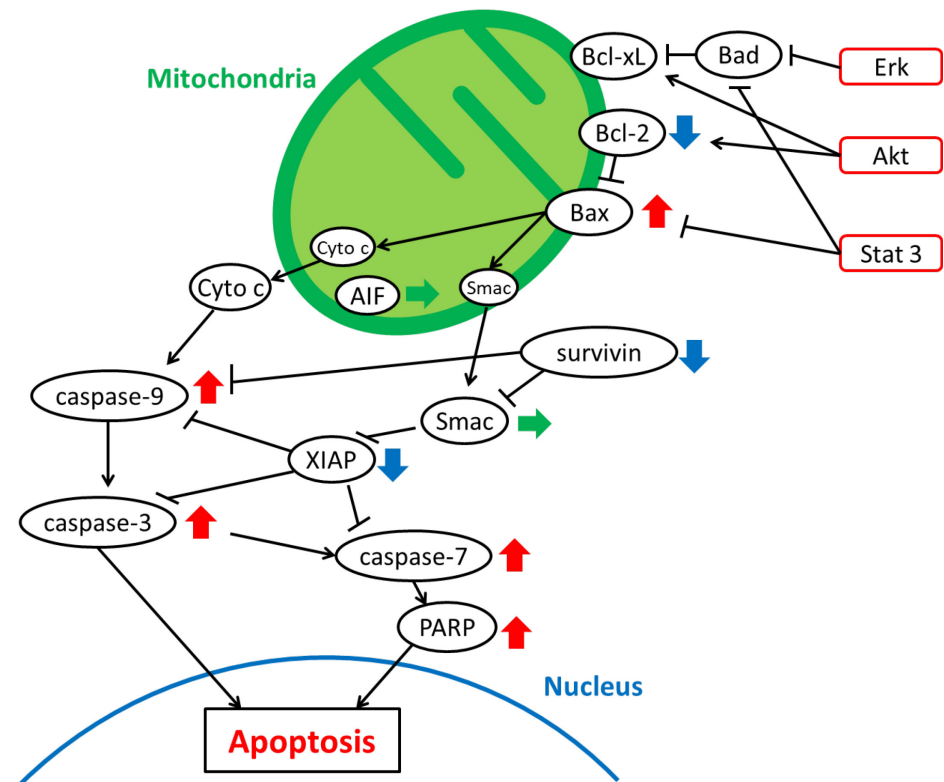 Mitochondria
Bcl-xL
Bad
Erk
Bcl-2
Akt
Bax
Stat 3
Cyto c
Cyto c
AIF
Smac
survivin
caspase-9
Smac
XIAP
caspase-3
caspase-7
PARP
Nucleus
Apoptosis